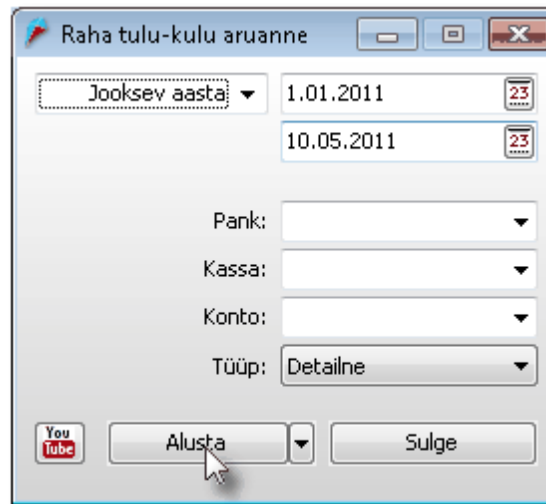 Raha tulu-kulu aruanne
Jooksev aasta 1.01.2011 23
10.05.2011 23
Pank:
Kassa:
Konto:
Tüüp: Detailne
You Tube Alusta Sulge